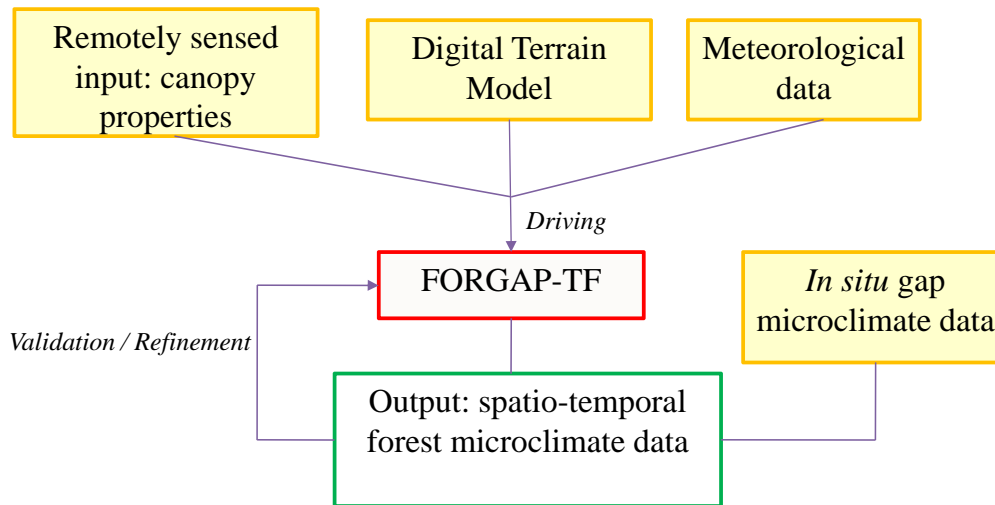 Remotely sensed
input: canopy
properties
Digital Terrain
Model
Meteorological
data
Driving
FORGAP-TF
In situ gap
microclimate data
Validation / Refinement
Output: spatio-temporal
forest microclimate data